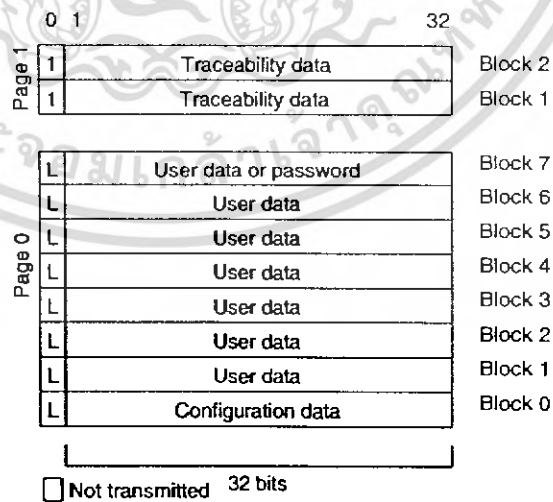 0 1 32
Page 1
1 Traceability data Block 2
1 Traceability data Block 1
Page 0
L User data or password Block 7
L User data Block 6
L User data Block 5
L User data Block 4
L User data Block 3
L User data Block 2
L User data Block 1
L Configuration data Block 0
32 bits
Not transmitted